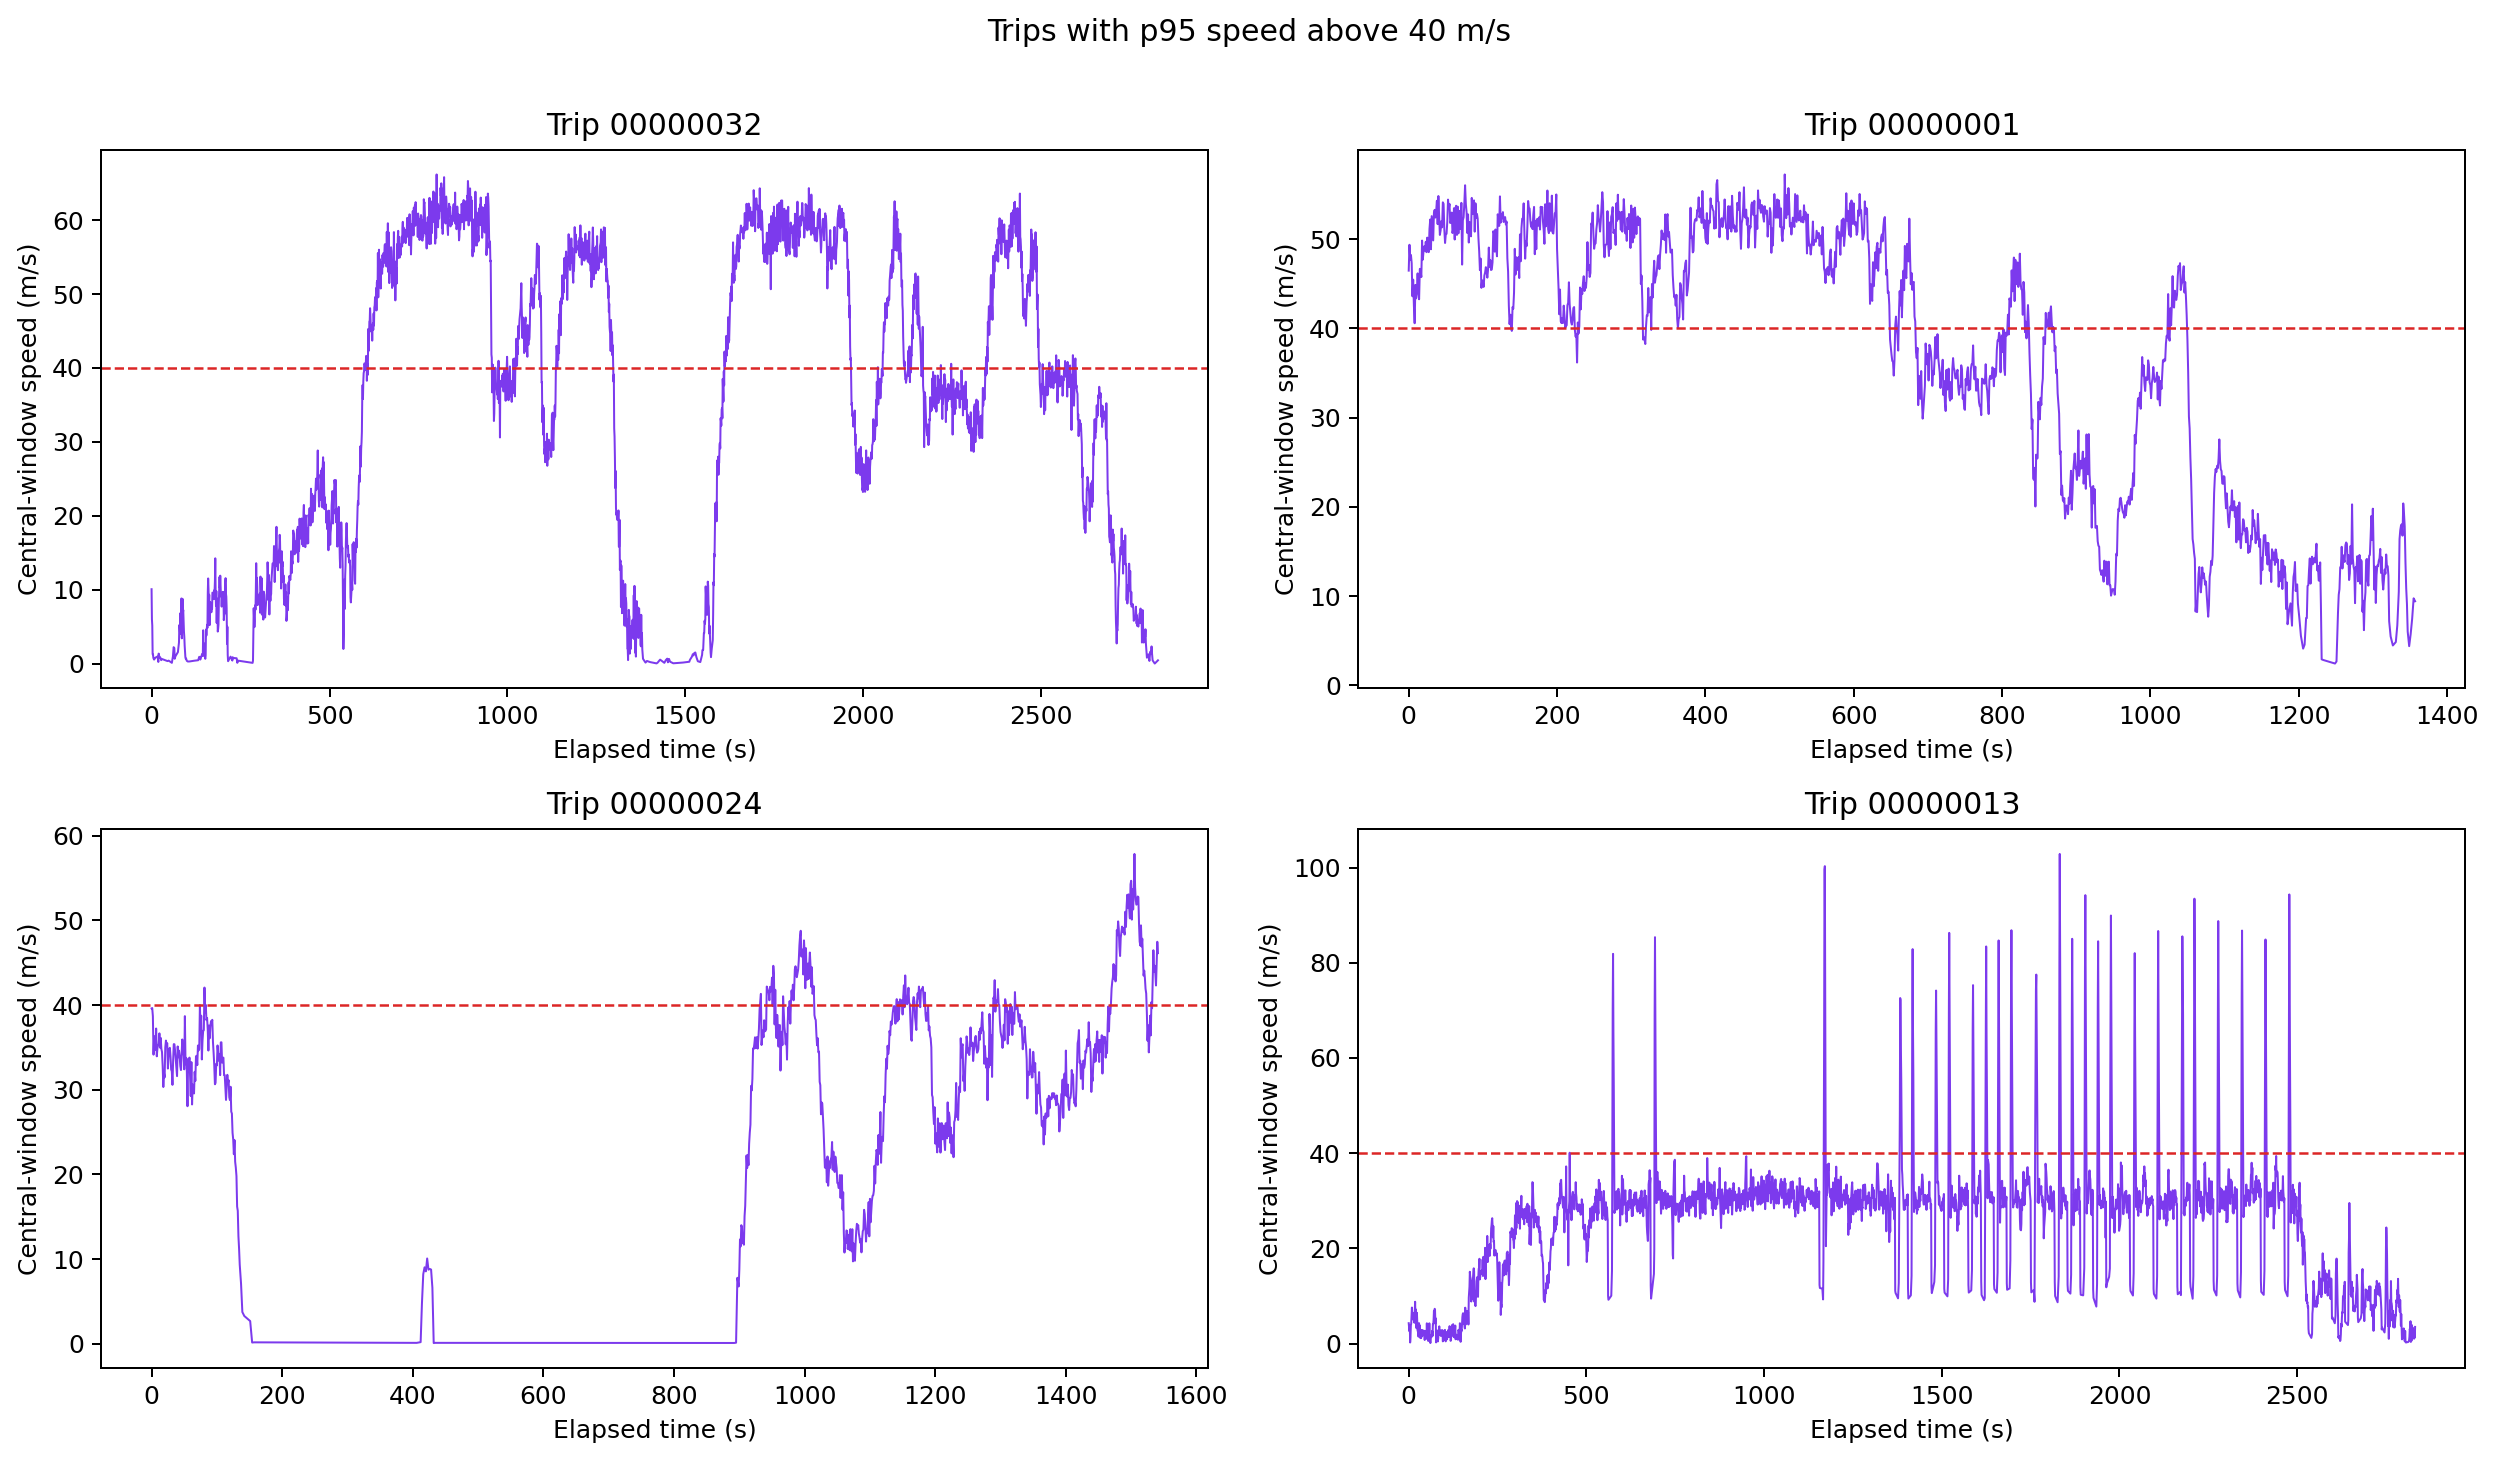 Trips with p95 speed above 40 m/s
Trip 00000032
Central-window speed (m/s)
60
50
40
30
20
10
0
0 500 1000 1500 2000 2500
Elapsed time (s)
Trip 00000001
Central-window speed (m/s)
50
40
30
20
10
0
0 200 400 600 800 1000 1200 1400
Elapsed time (s)
Trip 00000024
Central-window speed (m/s)
60
50
40
30
20
10
0
0 200 400 600 800 1000 1200 1400 1600
Elapsed time (s)
Trip 00000013
Central-window speed (m/s)
100
80
60
40
20
0
0 500 1000 1500 2000 2500
Elapsed time (s)